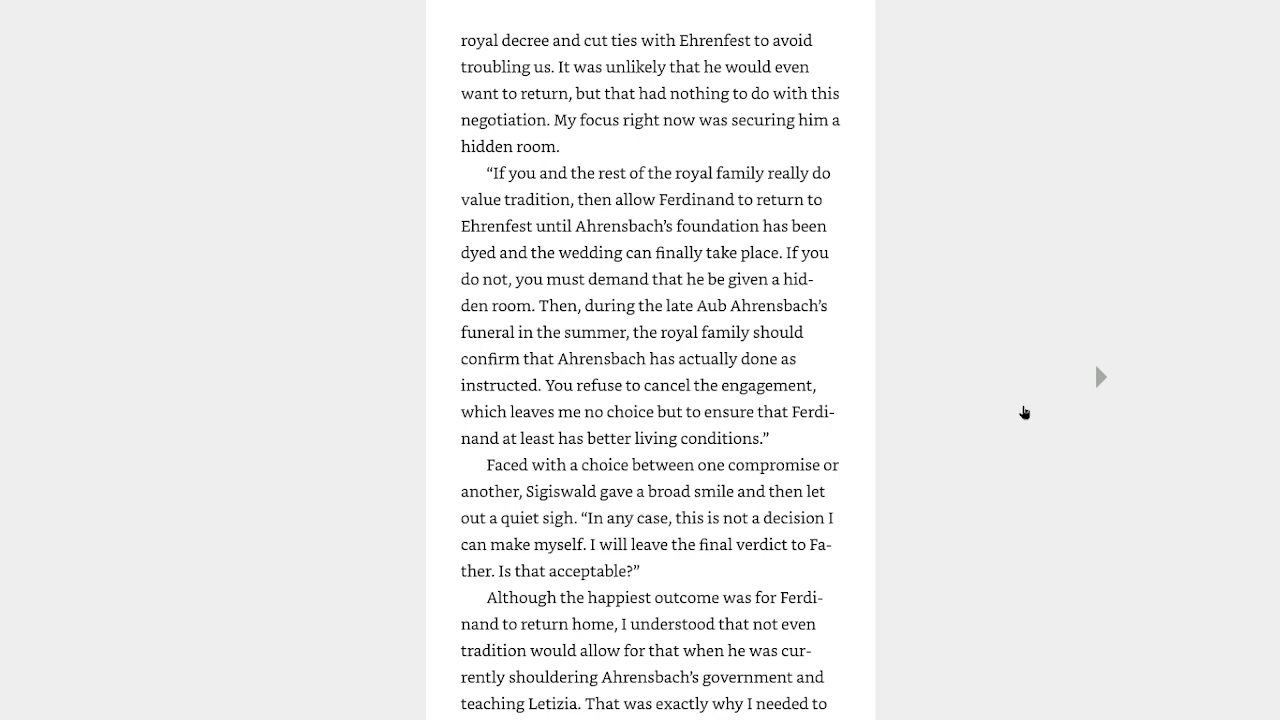 royal decree and cut ties with Ehrenfest to avoid
troubling us. It was unlikely that he would even
want to return, but that had nothing to do with this
negotiation. My focus right now was securing him a
hidden room.
“If you and the rest of the royal family really do
value tradition, then allow Ferdinand to return to
Ehrenfest until Ahrensbach’s foundation has been
dyed and the wedding can finally take place. If you
do not, you must demand that he be given a hid-
den room. Then, during the late Aub Ahrensbach’s
funeral in the summer, the royal family should
confirm that Ahrensbach has actually done as
instructed. You refuse to cancel the engagement,
which leaves me no choice but to ensure that Ferdi-
nand at least has better living conditions.”
Faced with a choice between one compromise or
another, Sigiswald gave a broad smile and then let
out a quiet sigh. “In any case, this is not a decision I
can make myself. I will leave the final verdict to Fa-
ther. Is that acceptable?”
Although the happiest outcome was for Ferdi-
nand to return home, I understood that not even
tradition would allow for that when he was cur-
rently shouldering Ahrensbach’s government and
teaching Letizia. That was exactly why I needed to